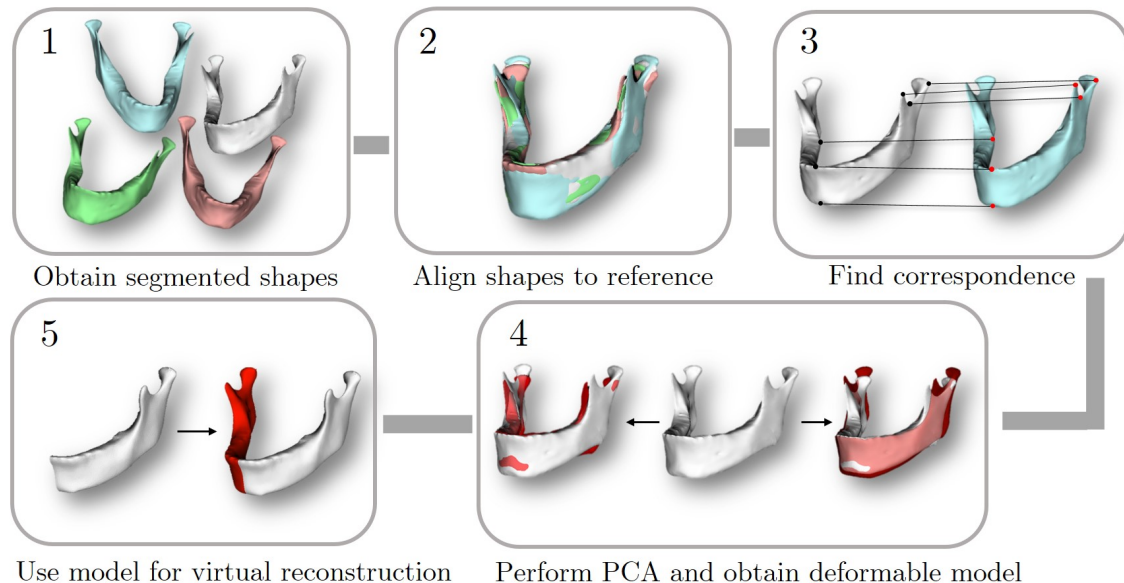 1
2
3
Obtain segmented shapes
Align shapes to reference
Find correspondence
4
Perform PCA and obtain deformable model
5
Use model for virtual reconstruction